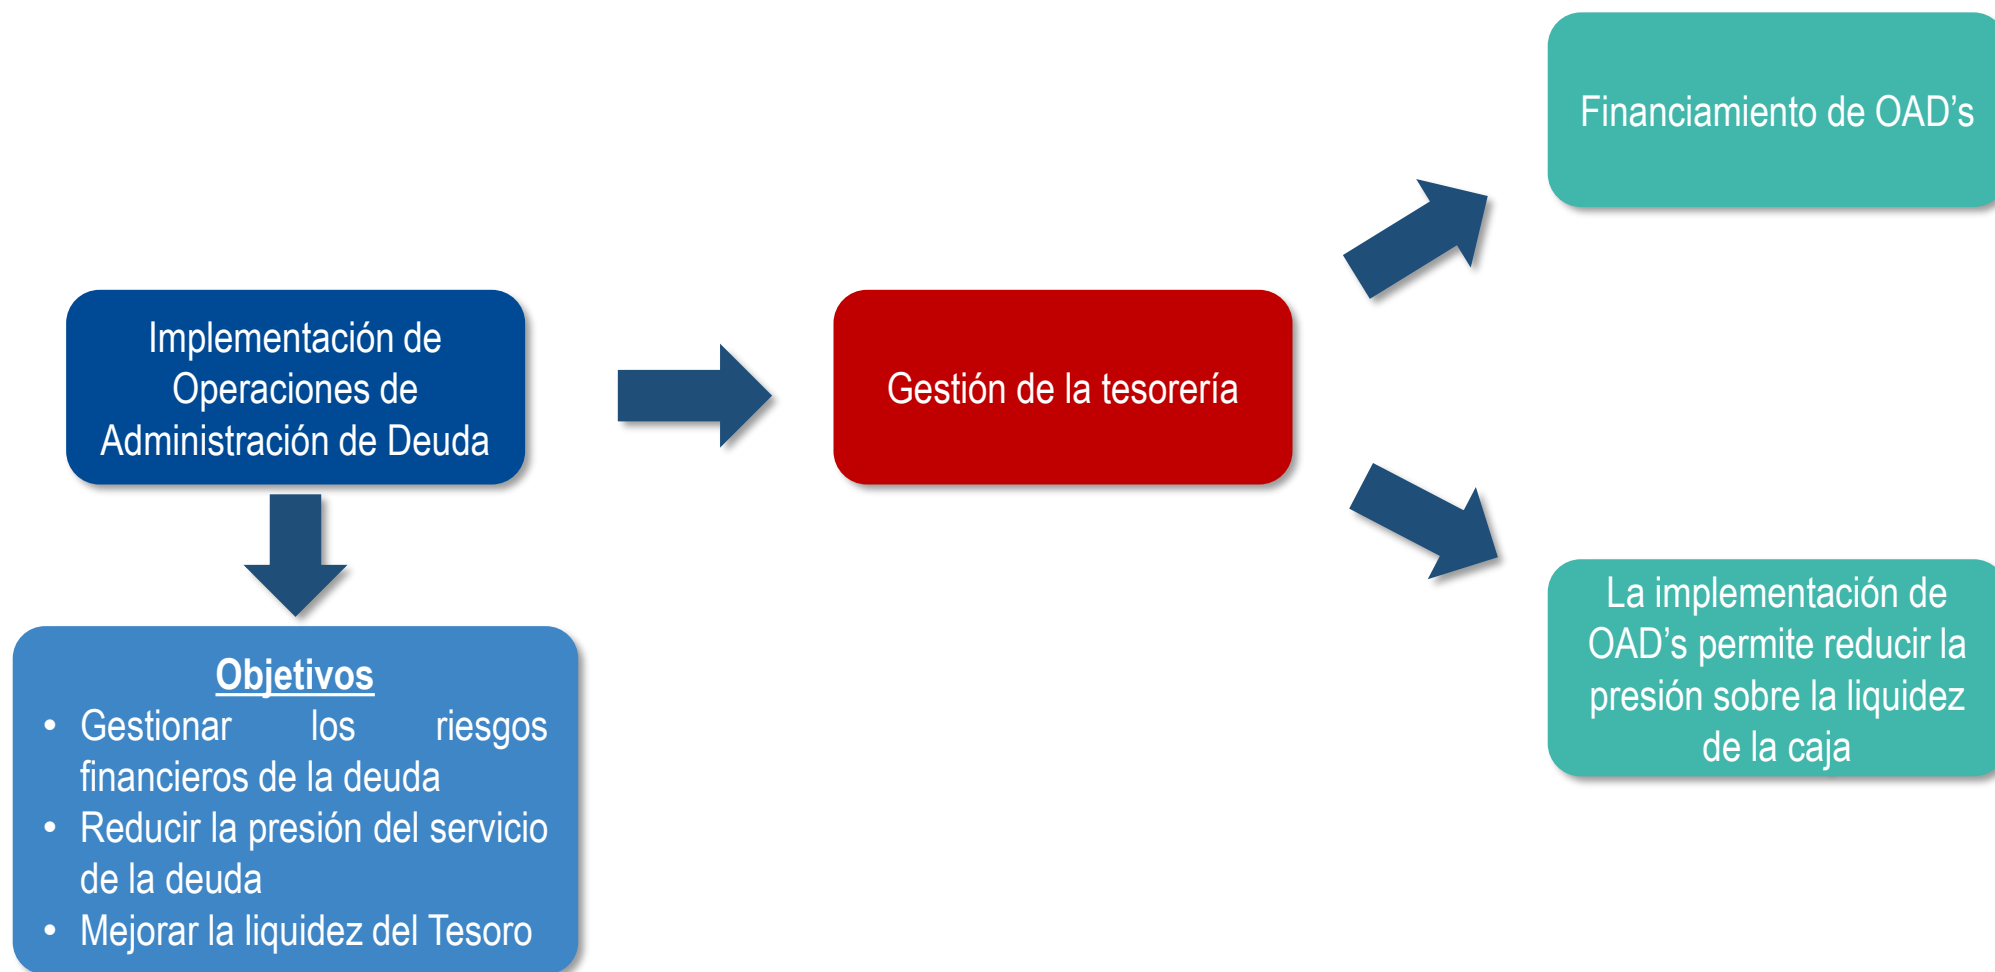 Financiamiento de OAD’s
Implementación de
Operaciones de
Administración de Deuda
Gestión de la tesorería
Objetivos
• Gestionar los riesgos
financieros de la deuda
• Reducir la presión del servicio
de la deuda
• Mejorar la liquidez del Tesoro
La implementación de
OAD’s permite reducir la
presión sobre la liquidez
de la caja